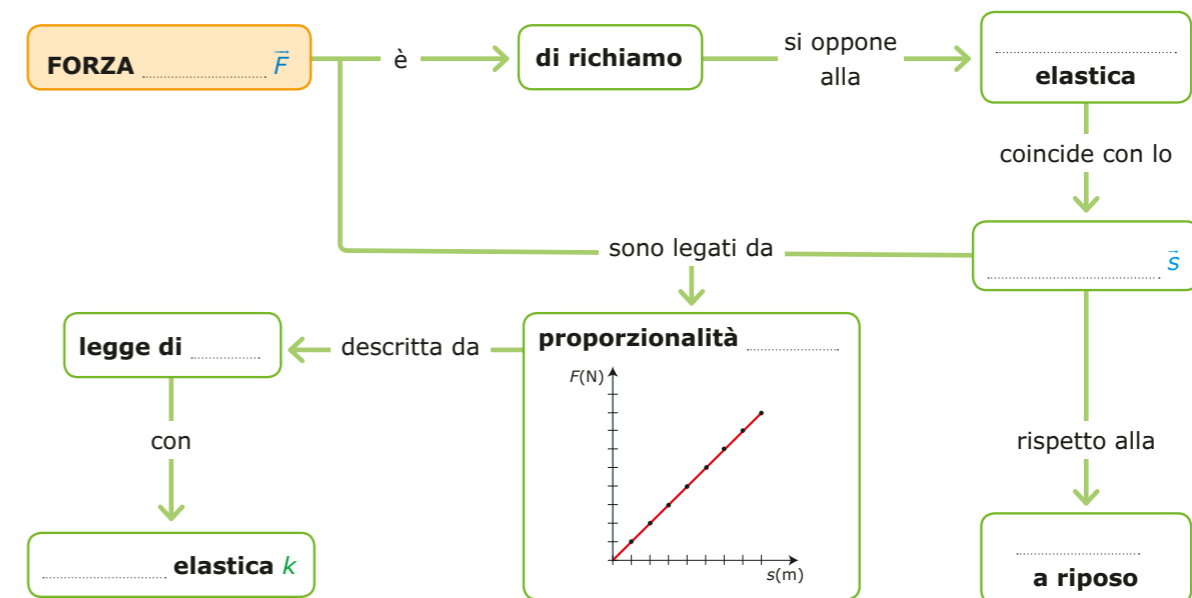 FORZA .................... F⃗
è
di richiamo
si oppone
alla
....................
elastica
coincide con lo
.................... s⃗
sono legati da
proporzionalità ....................
F(N)
s(m)
descritta da
legge di ....................
con
.................... elastica k
rispetto alla
....................
a riposo